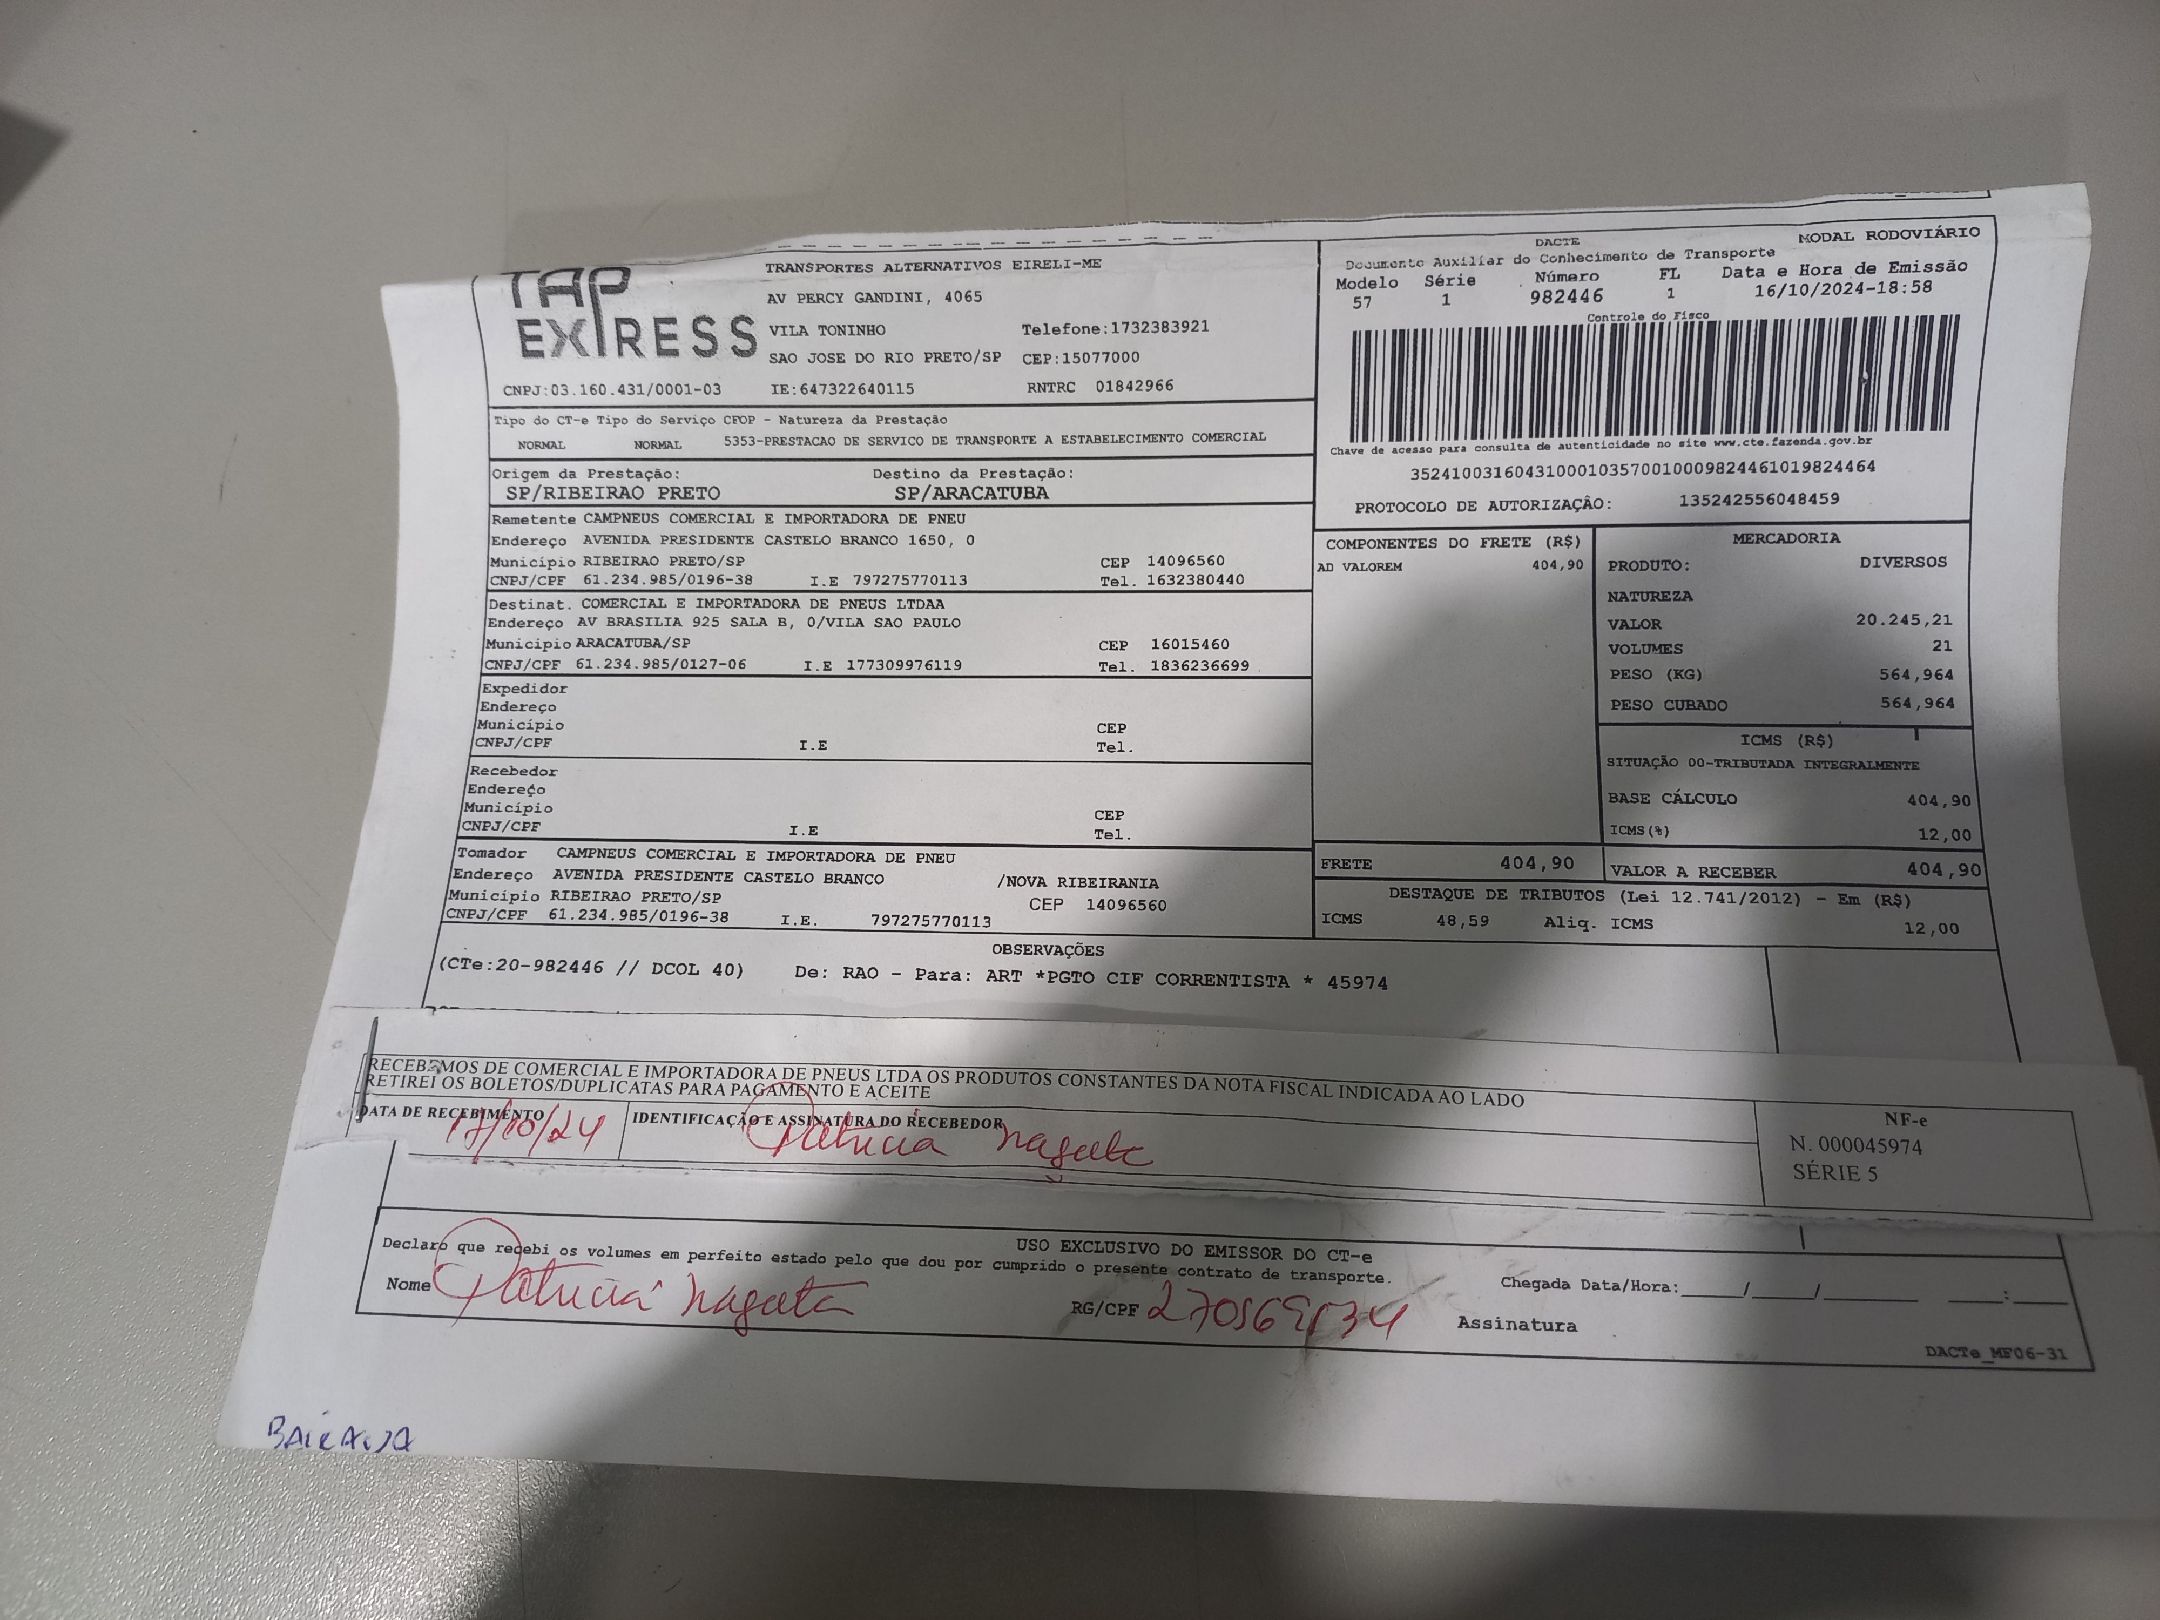 TAP
EXPRESS
TRANSPORTES ALTERNATIVOS EIRELI-ME
AV PERCY GANDINI, 4065
VILA TONINHO Telefone:1732383921
SAO JOSE DO RIO PRETO/SP CEP:15077000
CNPJ:03.160.431/0001-03 IE:647322640115 RNTRC 01842966
DACTE MODAL RODOVIÁRIO
Documento Auxiliar do Conhecimento de Transporte
Modelo Série Número FL Data e Hora de Emissão
57 1 982446 1 16/10/2024-18:58
Controle do Fisco
Chave de acesso para consulta de autenticidade no site www.cte.fazenda.gov.br
35241003160431000103570010009824461019824464
PROTOCOLO DE AUTORIZAÇÃO: 135242556048459
Tipo do CT-e Tipo do Serviço CFOP - Natureza da Prestação
NORMAL NORMAL 5353-PRESTACAO DE SERVICO DE TRANSPORTE A ESTABELECIMENTO COMERCIAL
Origem da Prestação: Destino da Prestação:
SP/RIBEIRAO PRETO SP/ARACATUBA
Remetente CAMPNEUS COMERCIAL E IMPORTADORA DE PNEU
Endereço AVENIDA PRESIDENTE CASTELO BRANCO 1650, 0
Município RIBEIRAO PRETO/SP CEP 14096560
CNPJ/CPF 61.234.985/0196-38 I.E 797275770113 Tel. 1632380440
Destinat. COMERCIAL E IMPORTADORA DE PNEUS LTDAA
Endereço AV BRASILIA 925 SALA B, 0/VILA SAO PAULO
Município ARACATUBA/SP CEP 16015460
CNPJ/CPF 61.234.985/0127-06 I.E 177309976119 Tel. 1836236699
Expedidor
Endereço
Município CEP
CNPJ/CPF I.E Tel.
Recebedor
Endereço
Município CEP
CNPJ/CPF I.E Tel.
Tomador CAMPNEUS COMERCIAL E IMPORTADORA DE PNEU
Endereço AVENIDA PRESIDENTE CASTELO BRANCO /NOVA RIBEIRANIA
Município RIBEIRAO PRETO/SP CEP 14096560
CNPJ/CPF 61.234.985/0196-38 I.E. 797275770113
COMPONENTES DO FRETE (R$)
AD VALOREM 404,90
MERCADORIA
PRODUTO: DIVERSOS
NATUREZA
VALOR 20.245,21
VOLUMES 21
PESO (KG) 564,964
PESO CUBADO 564,964
ICMS (R$)
SITUAÇÃO 00-TRIBUTADA INTEGRALMENTE
BASE CÁLCULO 404,90
ICMS(%) 12,00
FRETE 404,90 VALOR A RECEBER 404,90
DESTAQUE DE TRIBUTOS (Lei 12.741/2012) - Em (R$)
ICMS 48,59 Aliq. ICMS 12,00
OBSERVAÇÕES
(CTe:20-982446 // DCOL 40) De: RAO - Para: ART *PGTO CIF CORRENTISTA * 45974
RECEBEMOS DE COMERCIAL E IMPORTADORA DE PNEUS LTDA OS PRODUTOS CONSTANTES DA NOTA FISCAL INDICADA AO LADO
RETIREI OS BOLETOS/DUPLICATAS PARA PAGAMENTO E ACEITE
DATA DE RECEBIMENTO IDENTIFICAÇÃO E ASSINATURA DO RECEBEDOR
17/10/24 Patricia Nagata
NF-e
N. 000045974
SÉRIE 5
USO EXCLUSIVO DO EMISSOR DO CT-e
Declaro que recebi os volumes em perfeito estado pelo que dou por cumprido o presente contrato de transporte.
Nome Patricia Nagata RG/CPF
Chegada Data/Hora:____/____/______ ____:____
Assinatura
DACTe_MF06-31